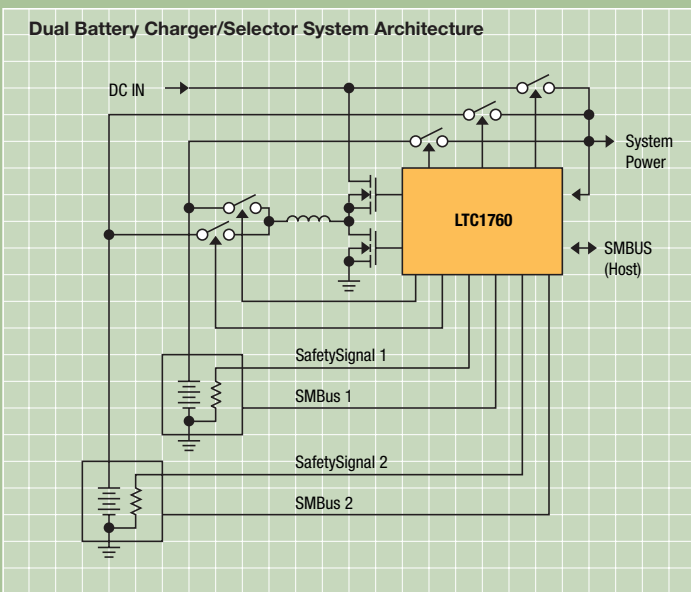 Dual Battery Charger/Selector System Architecture
DC IN
System
Power
LTC1760
SMBUS
(Host)
SafetySignal 1
SMBus 1
SafetySignal 2
SMBus 2